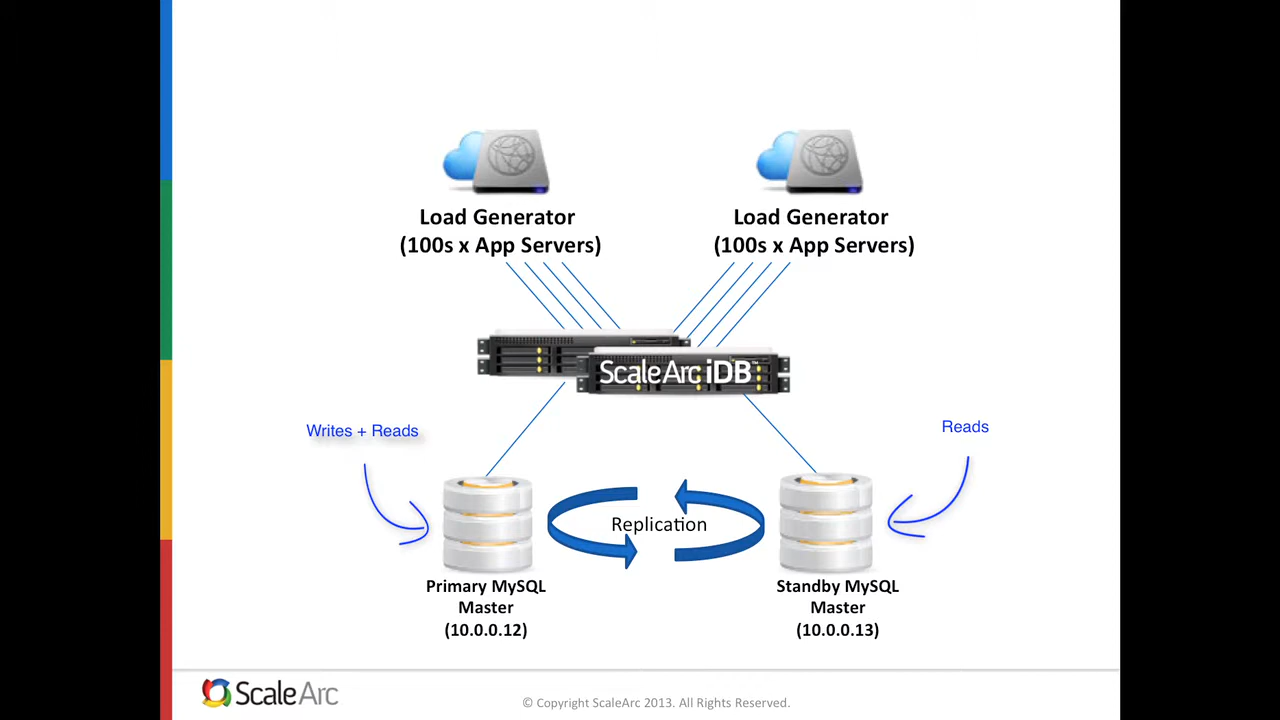 Load Generator
(100s x App Servers)
Load Generator
(100s x App Servers)
ScaleArc iDB™
Writes + Reads
Reads
Replication
Primary MySQL
Master
(10.0.0.12)
Standby MySQL
Master
(10.0.0.13)
ScaleArc
© Copyright ScaleArc 2013. All Rights Reserved.